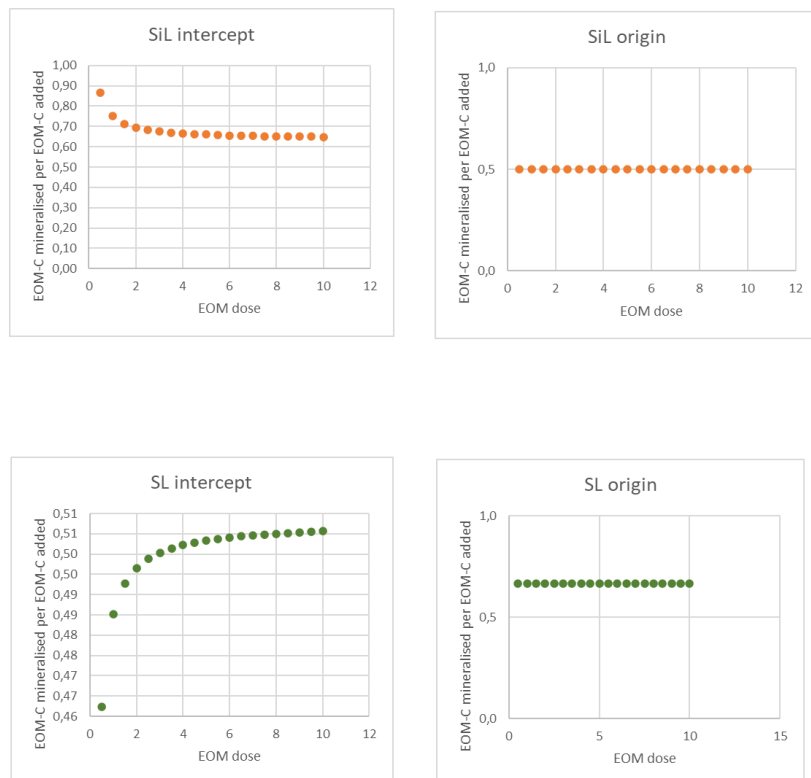 SiL intercept
EOM-C mineralised per EOM-C added
1,00
0,90
0,80
0,70
0,60
0,50
0,40
0,30
0,20
0,10
0,00
0 2 4 6 8 10 12
EOM dose
SiL origin
EOM-C mineralised per EOM-C added
1,0
0,5
0,0
0 2 4 6 8 10 12
EOM dose
SL intercept
EOM-C mineralised per EOM-C added
0,51
0,51
0,50
0,50
0,49
0,49
0,48
0,48
0,47
0,47
0,46
0 2 4 6 8 10 12
EOM dose
SL origin
EOM-C mineralised per EOM-C added
1,0
0,5
0,0
0 5 10 15
EOM dose